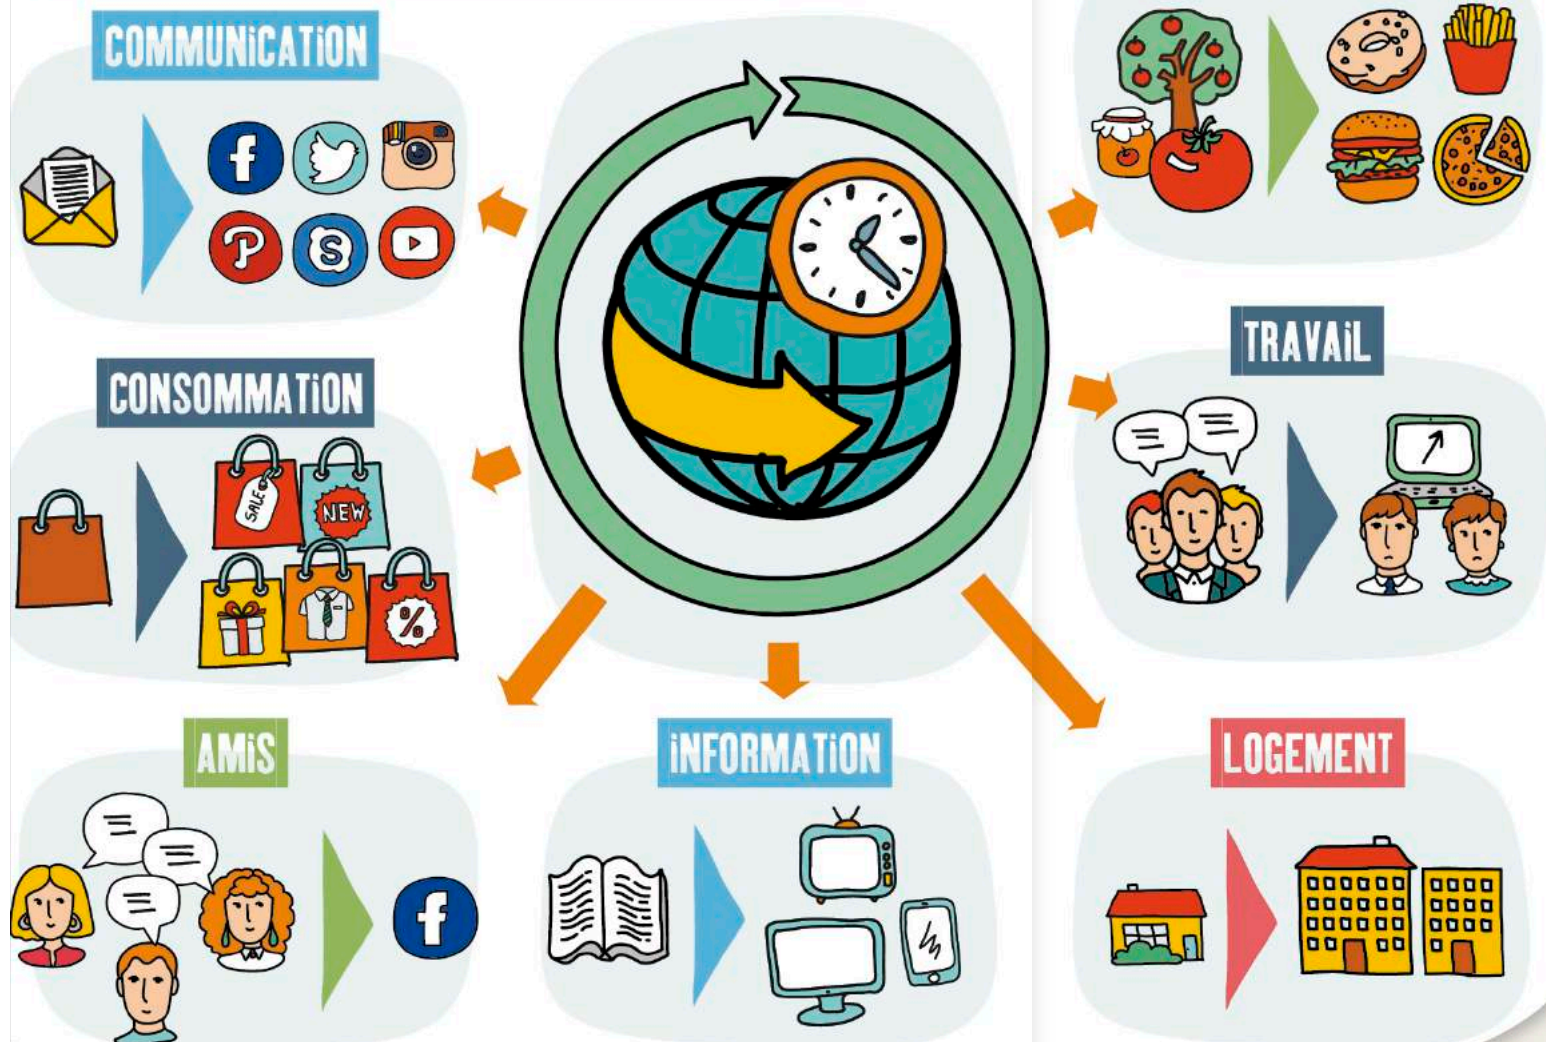 COMMUNiCATiON
CONSOMMATiON
SALE
NEW
%
TRAVAiL
AMiS
iNFORMATiON
LOGEMENT